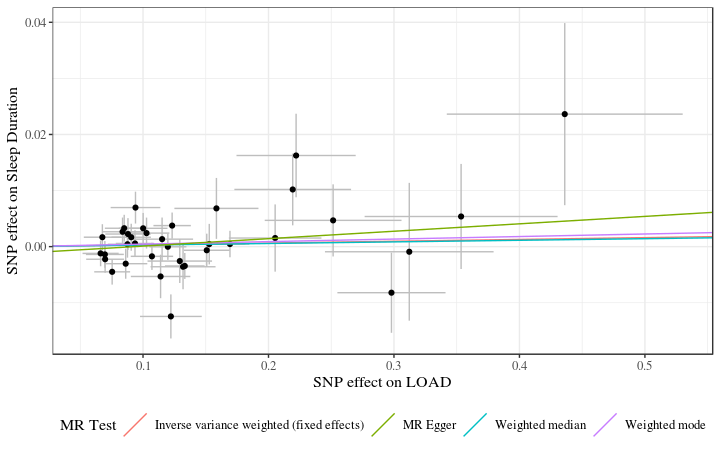 0.04
0.02
0.00
SNP effect on Sleep Duration
0.1 0.2 0.3 0.4 0.5
SNP effect on LOAD
MR Test Inverse variance weighted (fixed effects) MR Egger Weighted median Weighted mode